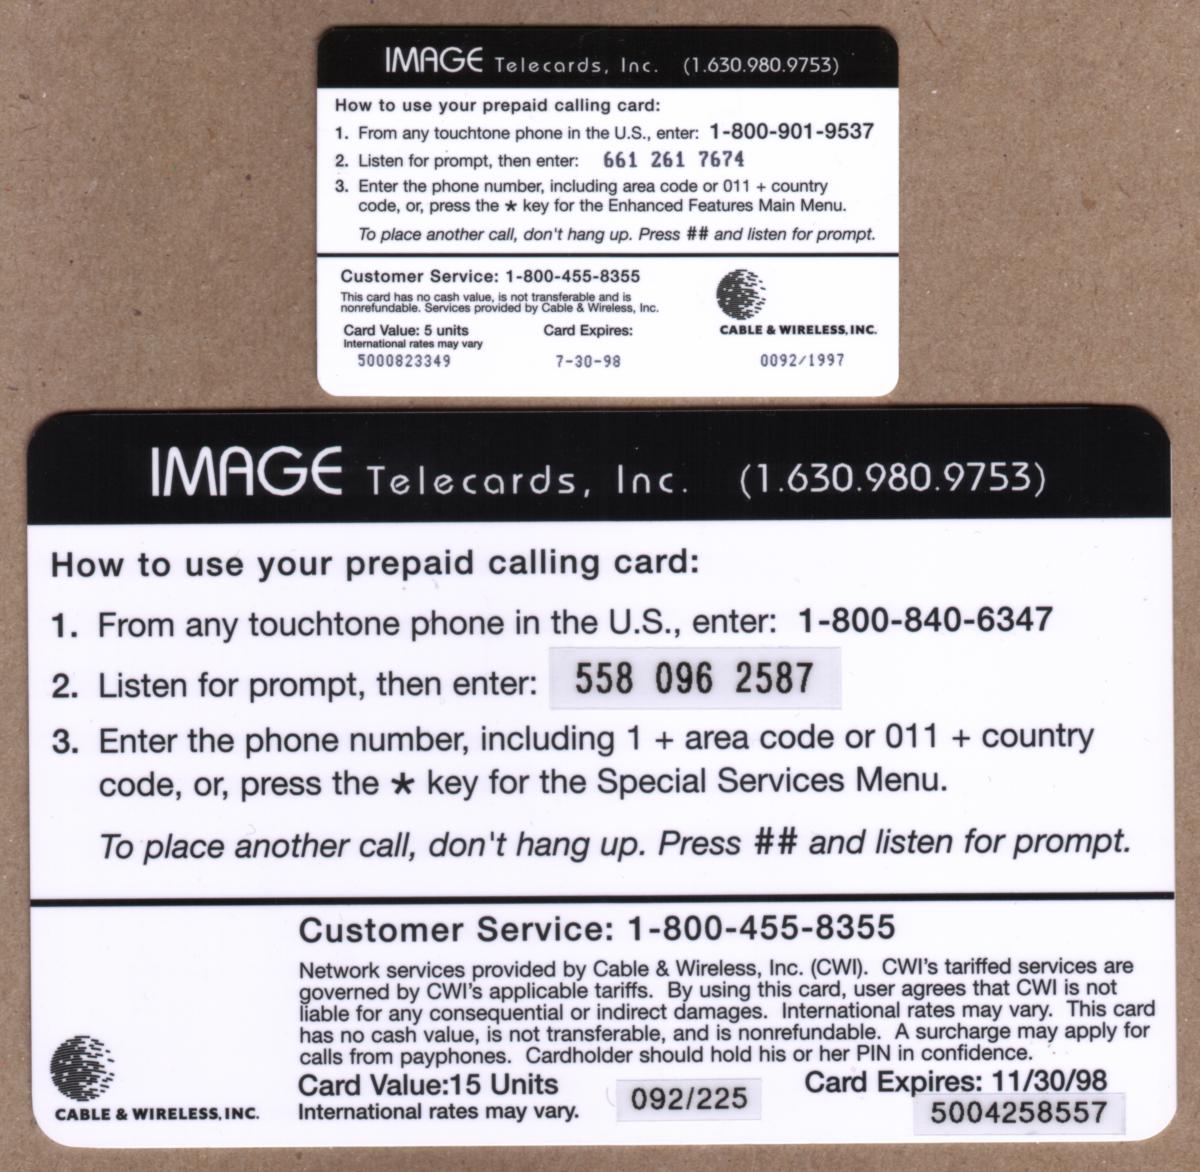 IMAGE Telecards, Inc. (1.630.980.9753)
How to use your prepaid calling card:
1. From any touchtone phone in the U.S., enter: 1-800-901-9537
2. Listen for prompt, then enter: 661 261 7674
3. Enter the phone number, including area code or 011 + country
code, or, press the * key for the Enhanced Features Main Menu.
To place another call, don't hang up. Press ## and listen for prompt.
Customer Service: 1-800-455-8355
This card has no cash value, is not transferable and is
nonrefundable. Services provided by Cable & Wireless, Inc.
CABLE & WIRELESS, INC.
Card Value: 5 units Card Expires:
International rates may vary
5000823349 7-30-98 0092/1997
IMAGE Telecards, Inc. (1.630.980.9753)
How to use your prepaid calling card:
1. From any touchtone phone in the U.S., enter: 1-800-840-6347
2. Listen for prompt, then enter: 558 096 2587
3. Enter the phone number, including 1 + area code or 011 + country
code, or, press the * key for the Special Services Menu.
To place another call, don't hang up. Press ## and listen for prompt.
Customer Service: 1-800-455-8355
Network services provided by Cable & Wireless, Inc. (CWI). CWI's tariffed services are
governed by CWI's applicable tariffs. By using this card, user agrees that CWI is not
liable for any consequential or indirect damages. International rates may vary. This card
has no cash value, is not transferable, and is nonrefundable. A surcharge may apply for
calls from payphones. Cardholder should hold his or her PIN in confidence.
Card Value:15 Units 092/225 Card Expires: 11/30/98
CABLE & WIRELESS, INC. International rates may vary. 5004258557